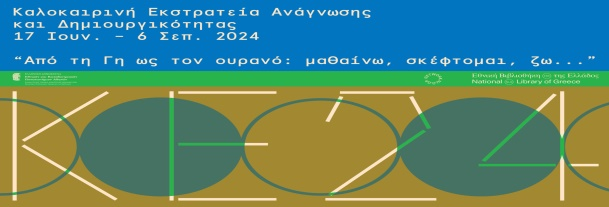 Καλοκαιρινή Εκστρατεία Ανάγνωσης
και Δημιουργικότητας
17 Ιουν. – 6 Σεπ. 2024
“Από τη Γη ως τον ουρανό: μαθαίνω, σκέφτομαι, ζω...”
Εθνική Βιβλιοθήκη της Ελλάδος
National Library of Greece
ΚΕ24